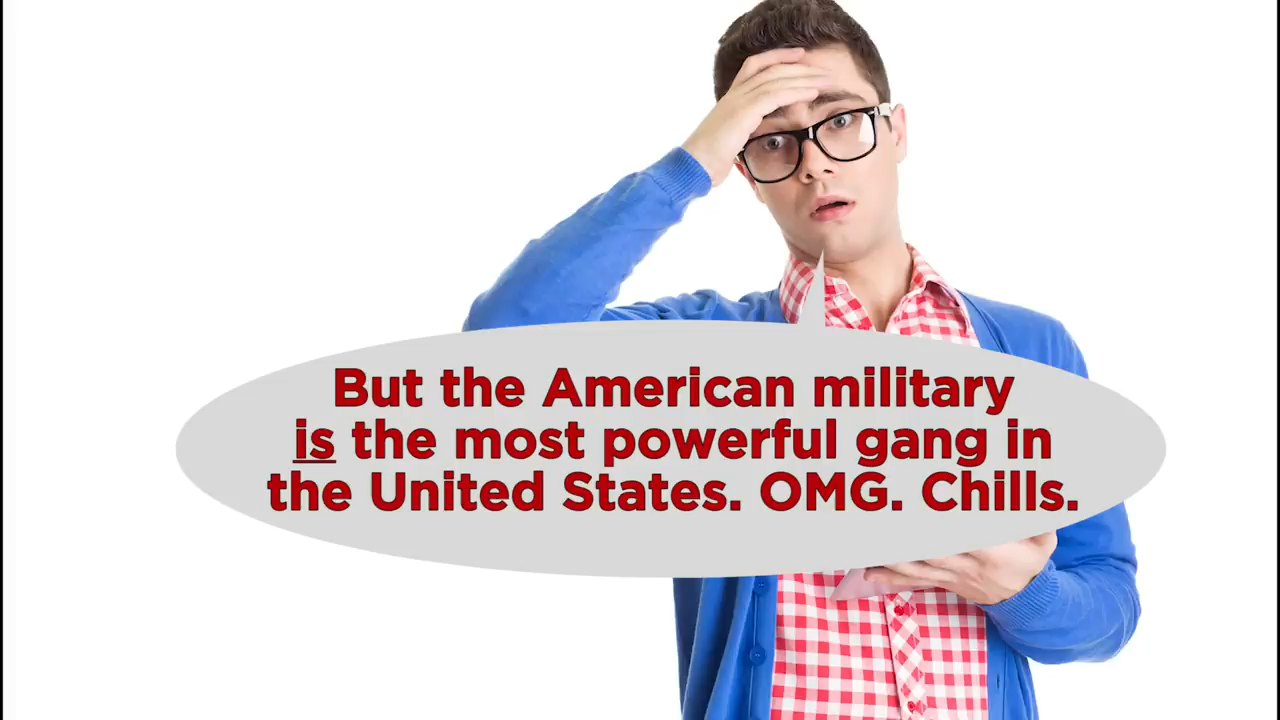 But the American military
is the most powerful gang in
the United States. OMG. Chills.